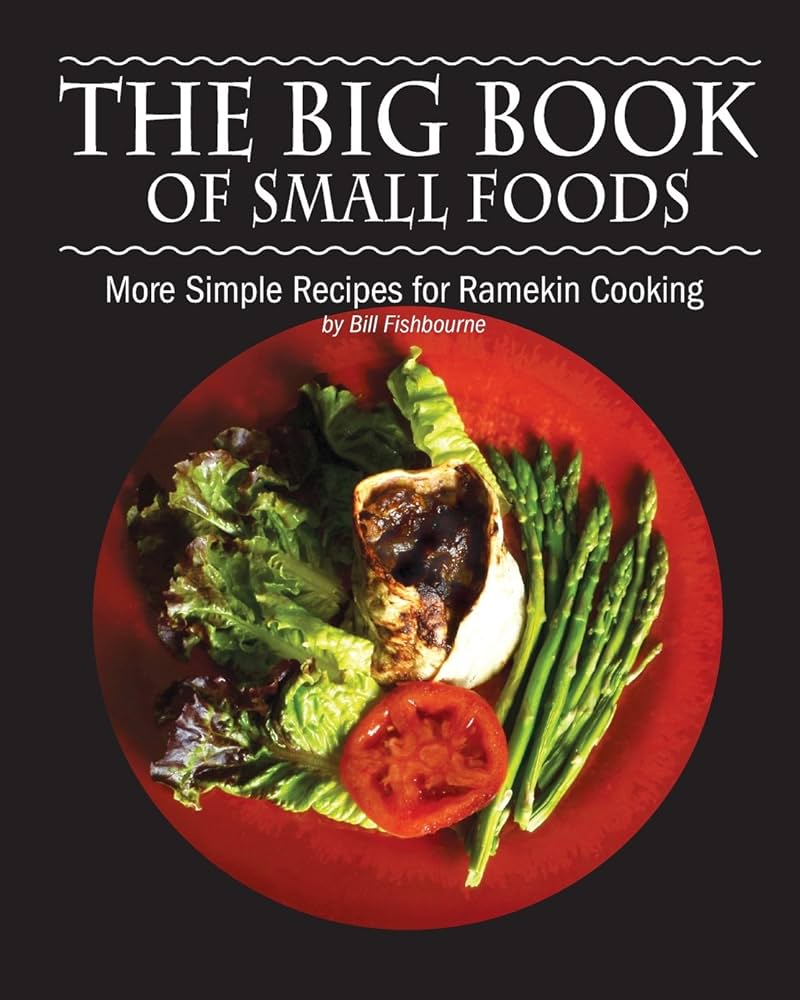 THE BIG BOOK
OF SMALL FOODS
More Simple Recipes for Ramekin Cooking
by Bill Fishbourne